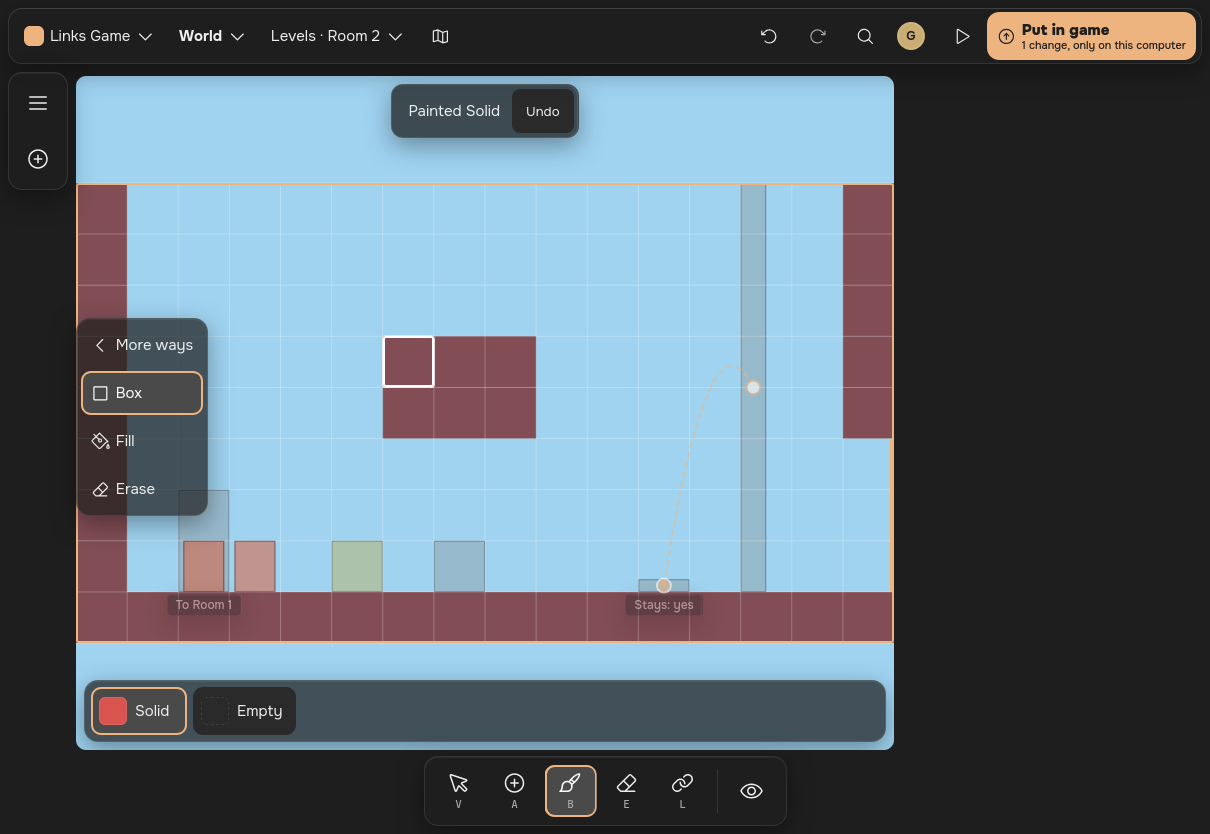 Links Game
World
Levels · Room 2
G
Put in game
1 change, only on this computer
Painted Solid
Undo
More ways
Box
Fill
Erase
To Room 1
Stays: yes
Solid
Empty
V
A
B
E
L